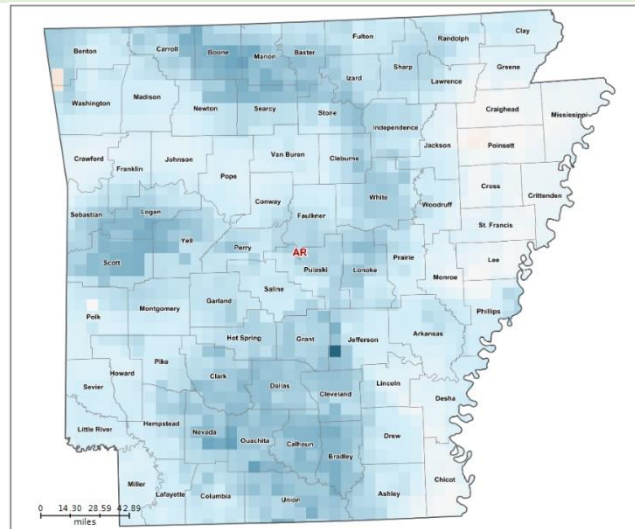 Benton
Carroll
Boone
Marion
Baxter
Fulton
Randolph
Clay
Izard
Sharp
Lawrence
Greene
Washington
Madison
Newton
Searcy
Stone
Independence
Craighead
Mississippi
Crawford
Franklin
Johnson
Pope
Van Buren
Cleburne
Jackson
Poinsett
Conway
White
Woodruff
Cross
Crittenden
Sebastian
Logan
Faulkner
St. Francis
Scott
Yell
Perry
AR
Pulaski
Lonoke
Prairie
Lee
Monroe
Saline
Polk
Montgomery
Garland
Phillips
Hot Spring
Grant
Jefferson
Arkansas
Pike
Howard
Clark
Dallas
Cleveland
Lincoln
Desha
Sevier
Hempstead
Nevada
Ouachita
Calhoun
Bradley
Drew
Little River
Miller
Lafayette
Columbia
Union
Ashley
Chicot
0 14.30 28.59 42.89
miles